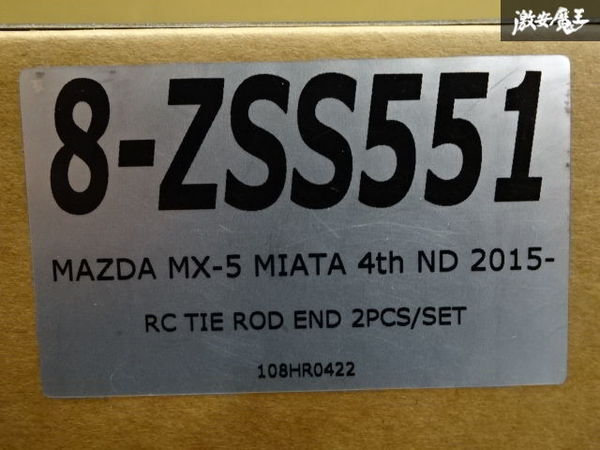 激安魔王
8-ZSS551
MAZDA MX-5 MIATA 4th ND 2015-
RC TIE ROD END 2PCS/SET
108HR0422